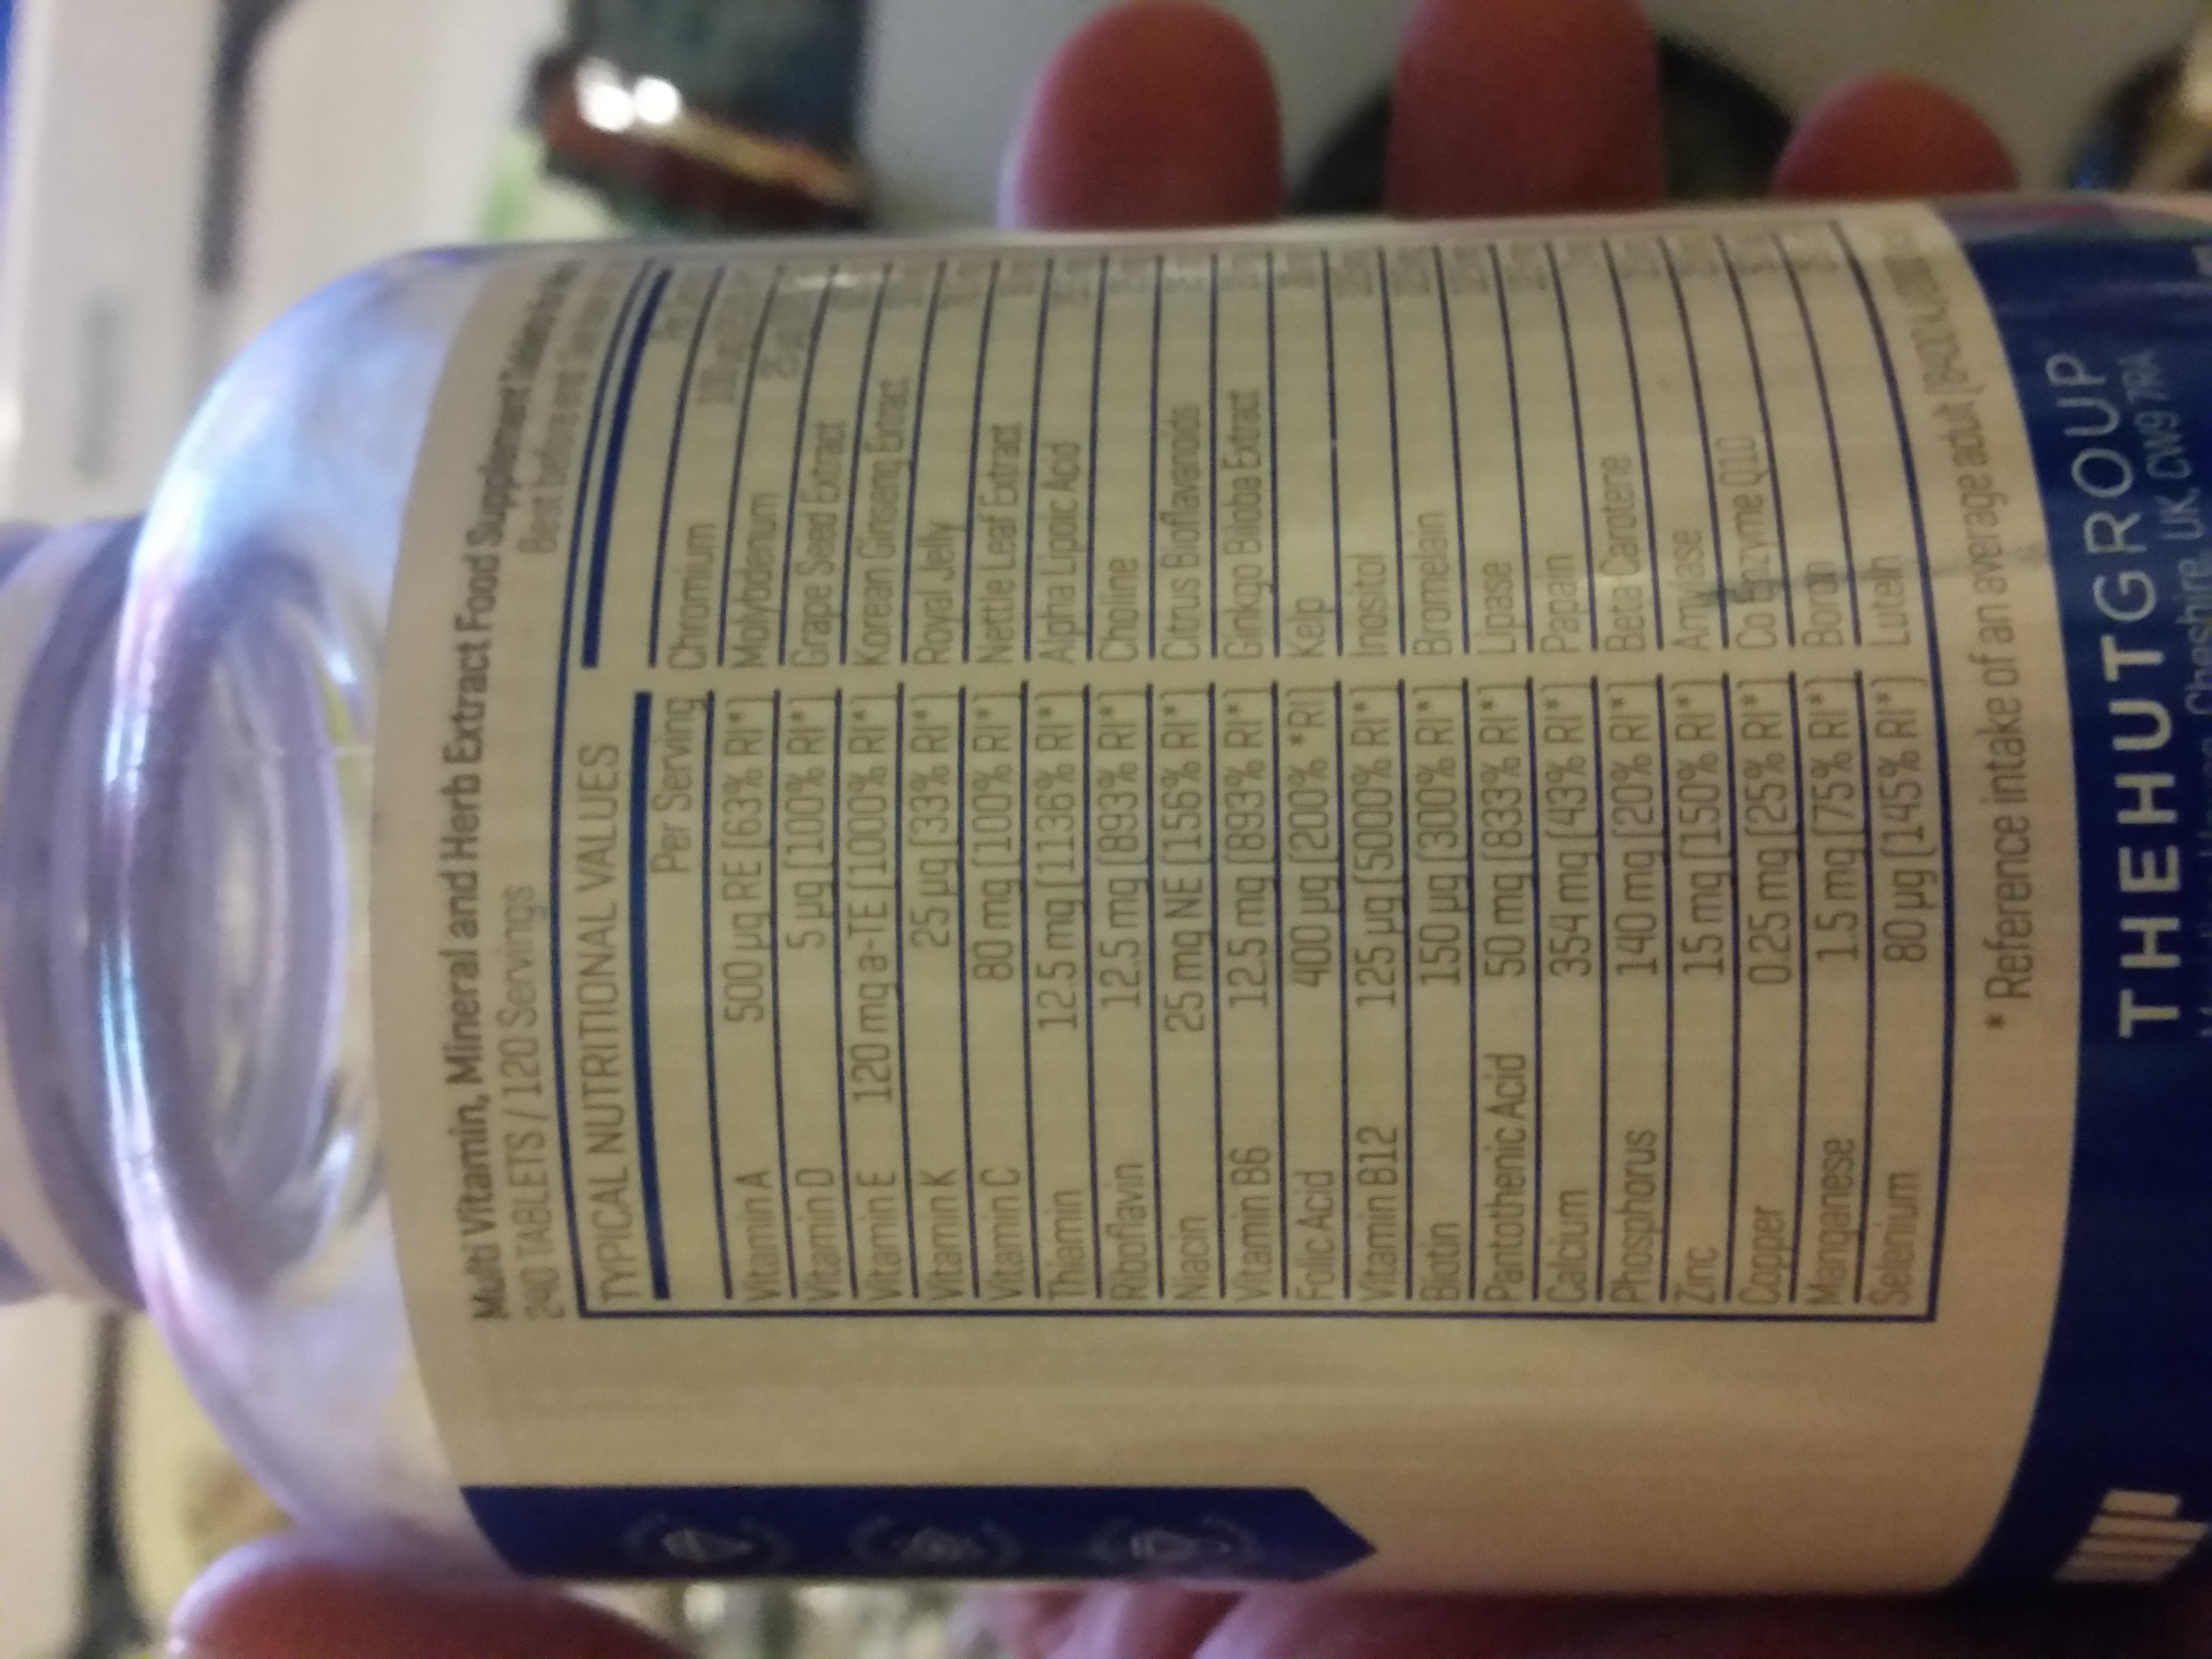 Multi Vitamin, Mineral and Herb Extract Food Supplement Tablets
240 TABLETS / 120 Servings
Best before end
TYPICAL NUTRITIONAL VALUES
Per Serving
Vitamin A 500 µg RE (63% RI*) Chromium
Vitamin D 5 µg (100% RI*) Molybdenum
Vitamin E 120 mg a-TE (1000% RI*) Grape Seed Extract
Vitamin K 25 µg (33% RI*) Korean Ginseng Extract
Vitamin C 80 mg (100% RI*) Royal Jelly
Thiamin 12.5 mg (1136% RI*) Nettle Leaf Extract
Riboflavin 12.5 mg (893% RI*) Alpha Lipoic Acid
Niacin 25 mg NE (156% RI*) Choline
Vitamin B6 12.5 mg (893% RI*) Citrus Bioflavanoids
Folic Acid 400 µg (200% *RI) Ginkgo Biloba Extract
Vitamin B12 125 µg (5000% RI*) Kelp
Biotin 150 µg (300% RI*) Inositol
Pantothenic Acid 50 mg (833% RI*) Bromelain
Calcium 354 mg (43% RI*) Lipase
Phosphorus 140 mg (20% RI*) Papain
Zinc 15 mg (150% RI*) Beta Carotene
Copper 0.25 mg (25% RI*) Amylase
Manganese 1.5 mg (75% RI*) Co Enzyme Q10
Selenium 80 µg (145% RI*) Boron
Lutein
*Reference intake of an average adult
THEHUTGROUP
Cheshire, UK, CW9 7RA